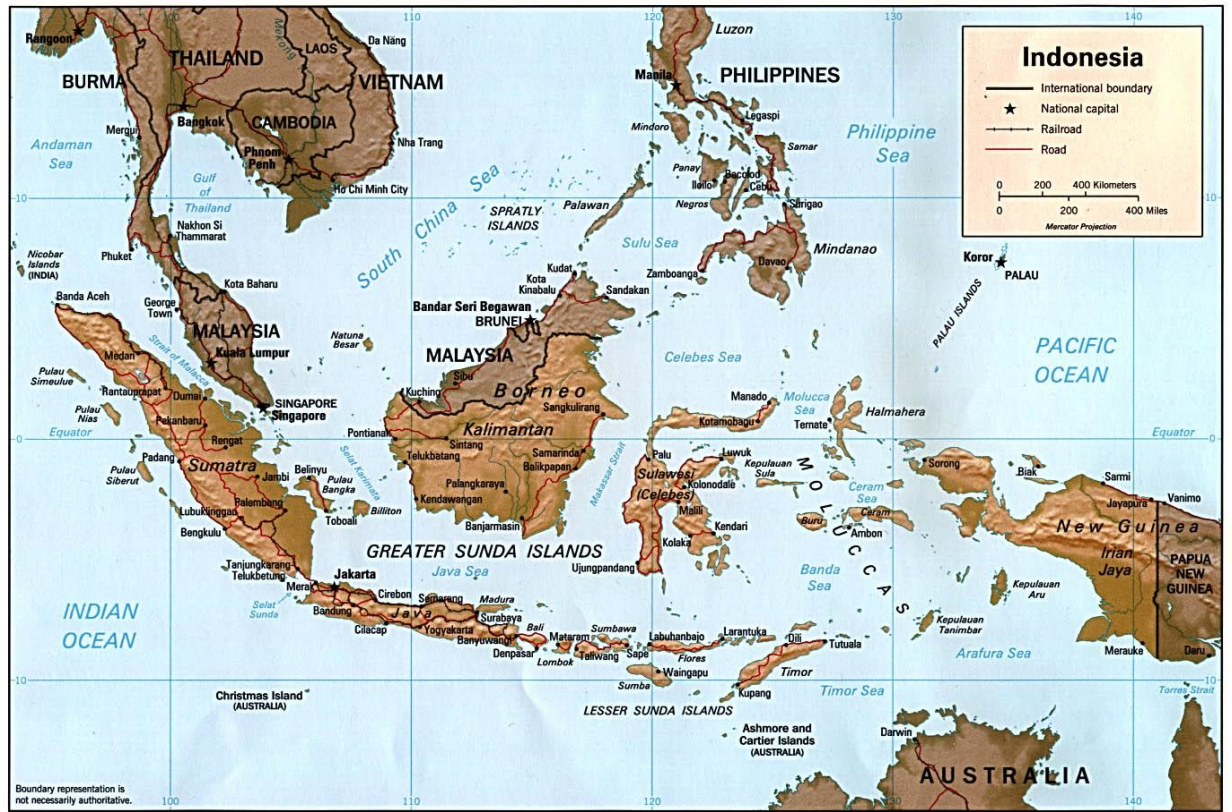 100
110
120
130
140
Rangoon
THAILAND
LAOS
Da Nâng
BURMA
VIETNAM
Mekong
Luzon
Manila
PHILIPPINES
Indonesia
International boundary
National capital
Railroad
Road
0 200 400 Kilometers
0 200 400 Miles
Mercator Projection
Bangkok
CAMBODIA
Phnom
Penh
Mergui
Nha Trang
Ho Chi Minh City
Andaman
Sea
Gulf
of
Thailand
Legaspi
Mindoro
Samar
Philippine
Sea
Panay
Iloilo
Becolod
Cebu
Negros
Surigao
10
South China Sea
SPRATLY
ISLANDS
Palawan
Sulu Sea
Mindanao
Davao
Zamboanga
Nakhon Si
Thammarat
Phuket
Nicobar
Islands
(INDIA)
Koror
PALAU
PALAU ISLANDS
Kota Baharu
George
Town
MALAYSIA
Kuala Lumpur
Strait of Malacca
Kudat
Kota
Kinabalu
Sandakan
Bandar Seri Begawan
BRUNEI
MALAYSIA
Banda Aceh
Medan
Natuna
Besar
Celebes Sea
PACIFIC
OCEAN
Pulau
Simeulue
Rantauprapat
Dumai
SINGAPORE
Singapore
Sibu
Kuching
Borneo
Sangkulirang
Manado
Kotamobagu
Molucca
Sea
Ternate
Halmahera
Pulau
Nias
Pekanbaru
Rengat
Equator
0
Pontianak
Sintang
Kalimantan
Equator
Padang
Sumatra
Pulau
Siberut
Jambi
Belinyu
Pulau
Bangka
Selat Karimata
Telukbatang
Samarinda
Balikpapan
Makassar Strait
Palu
Luwuk
Sulawesi
(Celebes)
Kolonodale
Kepulauan
Sula
MOLUCCAS
Sorong
Biak
Sarmi
Jayapura
Vanimo
Palembang
Lubuklinggau
Toboali
Billiton
Kendawangan
Palangkaraya
Banjarmasin
Malili
Kendari
Kolaka
Ceram
Sea
Buru
Ceram
Ambon
New Guinea
Irian
Jaya
PAPUA
NEW
GUINEA
Bengkulu
GREATER SUNDA ISLANDS
Ujungpandang
Tanjungkarang-
Telukbetung
Jakarta
Java Sea
Banda
Sea
Kepulauan
Aru
Merak
Selat
Sunda
Cirebon
Semarang
Madura
Surabaya
Bandung
Java
Cilacap
Yogyakarta
Banyuwangi
Bali
Denpasar
Mataram
Lombok
Sumbawa
Taliwang
Sape
Labuhanbajo
Larantuka
Flores
Waingapu
Sumba
Dili
Tutuala
Timor
Kupang
Kepulauan
Tanimbar
Arafura Sea
Merauke
Daru
INDIAN
OCEAN
10
Christmas Island
(AUSTRALIA)
LESSER SUNDA ISLANDS
Timor Sea
Torres Strait
Ashmore and
Cartier Islands
(AUSTRALIA)
Darwin
AUSTRALIA
Boundary representation is
not necessarily authoritative.
100
110
120
130
140